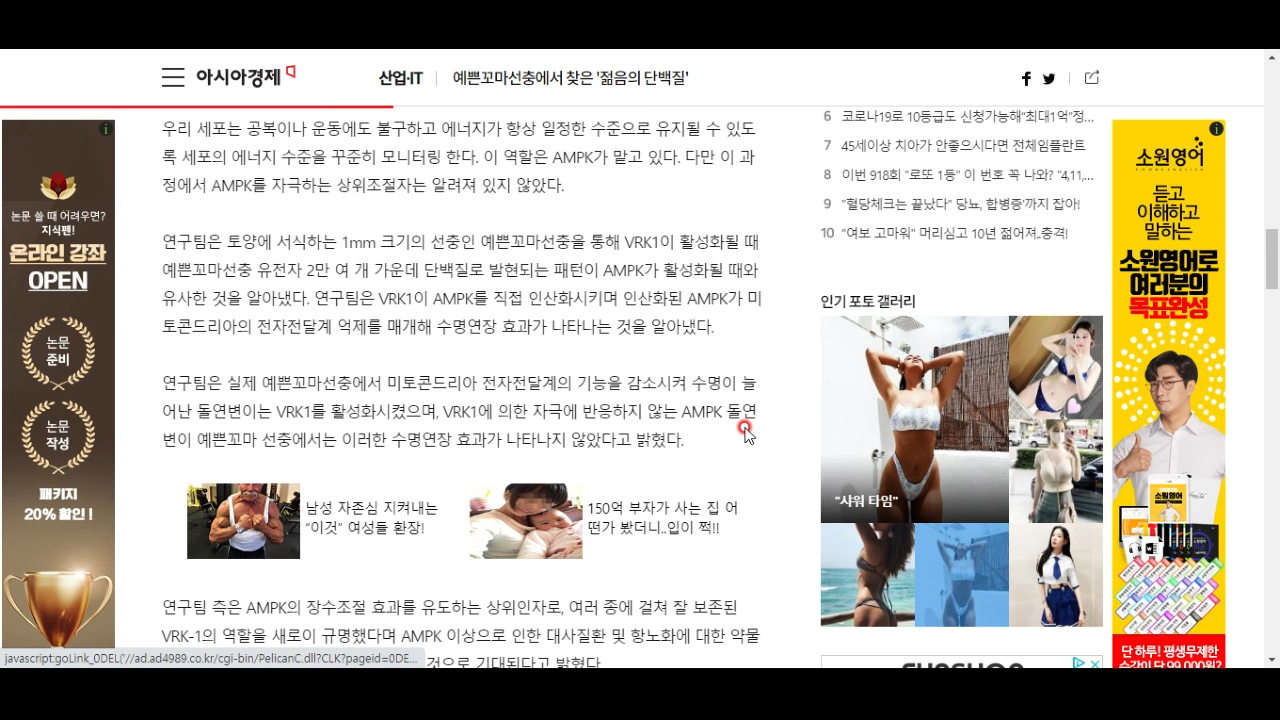 아시아경제
산업·IT
예쁜꼬마선충에서 찾은 '젊음의 단백질'
우리 세포는 공복이나 운동에도 불구하고 에너지가 항상 일정한 수준으로 유지될 수 있도
록 세포의 에너지 수준을 꾸준히 모니터링 한다. 이 역할은 AMPK가 맡고 있다. 다만 이 과
정에서 AMPK를 자극하는 상위조절자는 알려져 있지 않았다.
연구팀은 토양에 서식하는 1mm 크기의 선충인 예쁜꼬마선충을 통해 VRK1이 활성화될 때
예쁜꼬마선충 유전자 2만 여 개 가운데 단백질로 발현되는 패턴이 AMPK가 활성화될 때와
유사한 것을 알아냈다. 연구팀은 VRK1이 AMPK를 직접 인산화시키며 인산화된 AMPK가 미
토콘드리아의 전자전달계 억제를 매개해 수명연장 효과가 나타나는 것을 알아냈다.
연구팀은 실제 예쁜꼬마선충에서 미토콘드리아 전자전달계의 기능을 감소시켜 수명이 늘
어난 돌연변이는 VRK1를 활성화시켰으며, VRK1에 의한 자극에 반응하지 않는 AMPK 돌연
변이 예쁜꼬마 선충에서는 이러한 수명연장 효과가 나타나지 않았다고 밝혔다.
남성 자존심 지켜내는
"이것" 여성들 환장!
150억 부자가 사는 집 어
떤가 봤더니..입이 쩍!!
연구팀 측은 AMPK의 장수조절 효과를 유도하는 상위인자로, 여러 종에 걸쳐 잘 보존된
VRK-1의 역할을 새로이 규명했다며 AMPK 이상으로 인한 대사질환 및 항노화에 대한 약물
것으로 기대된다고 밝혔다
javascript:goLink_0DEL('//ad.ad4989.co.kr/cgi-bin/PelicanC.dll?CLK?pageid=0DE...
논문 쓸 때 어려우면?
지식펜!
온라인 강좌
OPEN
논문
준비
논문
작성
패키지
20% 할인 !
6 코로나19로 10등급도 신청가능해"최대1억"정...
7 45세이상 치아가 안좋으시다면 전체임플란트
8 이번 918회 "로또 1등" 이 번호 꼭 나와? "4,11,...
9 "혈당체크는 끝났다" 당뇨, 합병증'까지 잡아!
10 "여보 고마워" 머리심고 10년 젊어져..충격!
인기 포토 갤러리
"샤워 타임"
소원영어
듣고
이해하고
말하는
소원영어로
여러분의
목표완성
소원영어
단 하루! 평생무제한
수강이 단 99,000원?